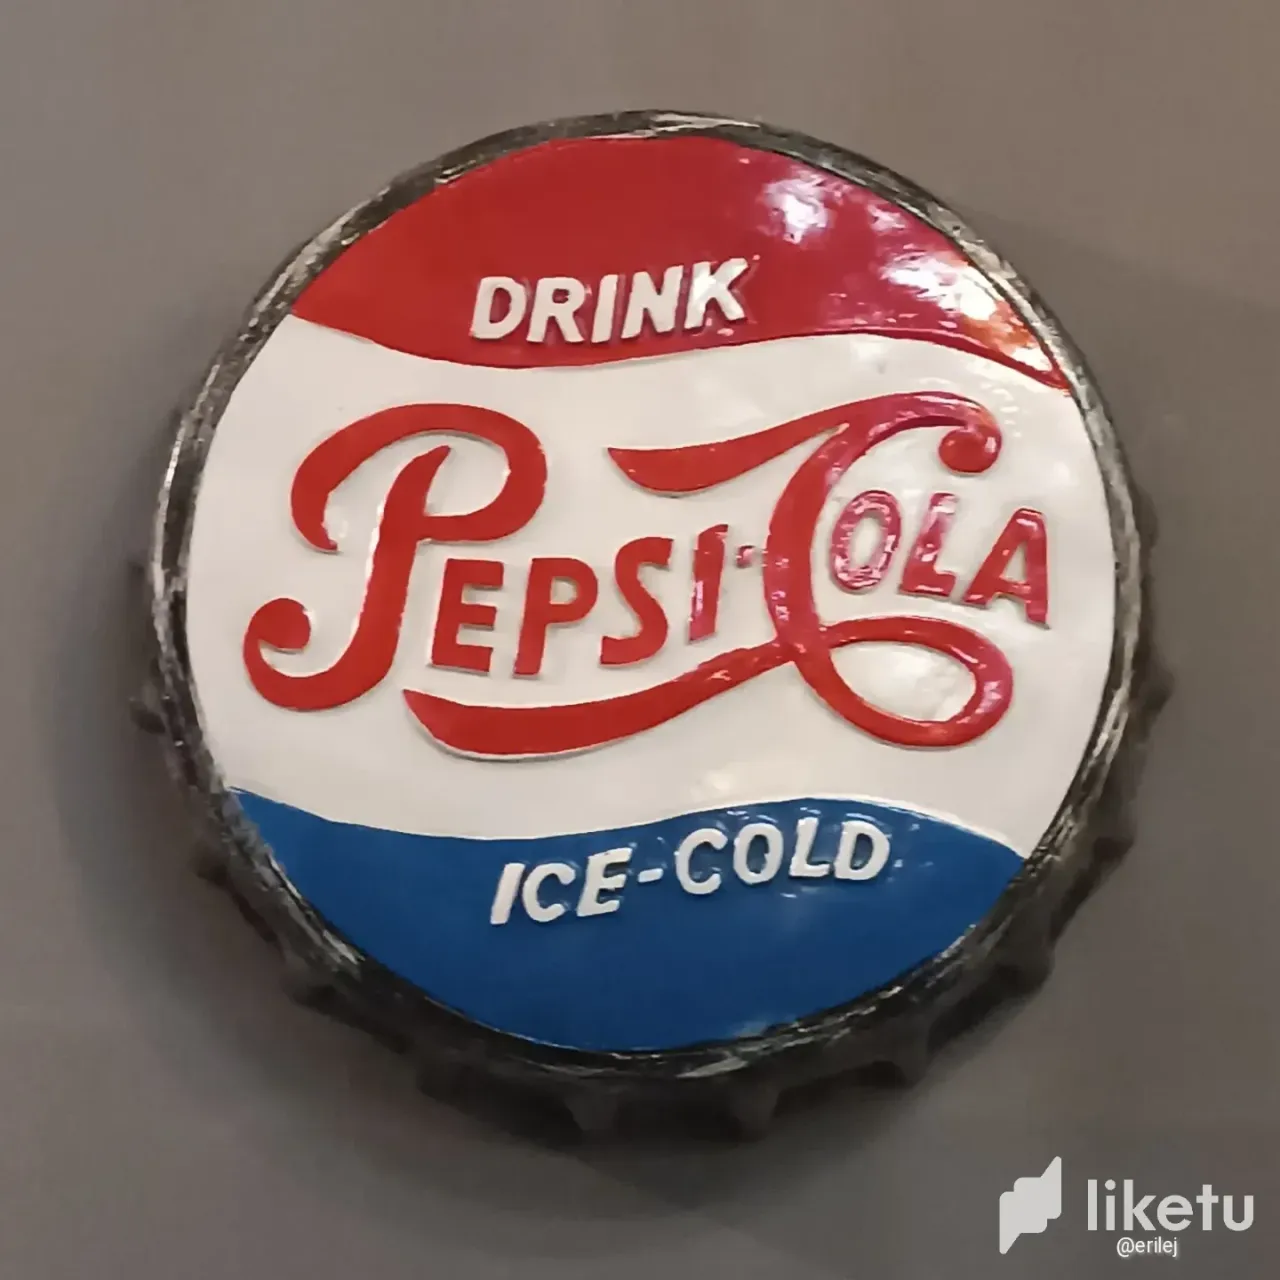 DRINK
PEPSI-COLA
ICE-COLD
liketu
@erilej